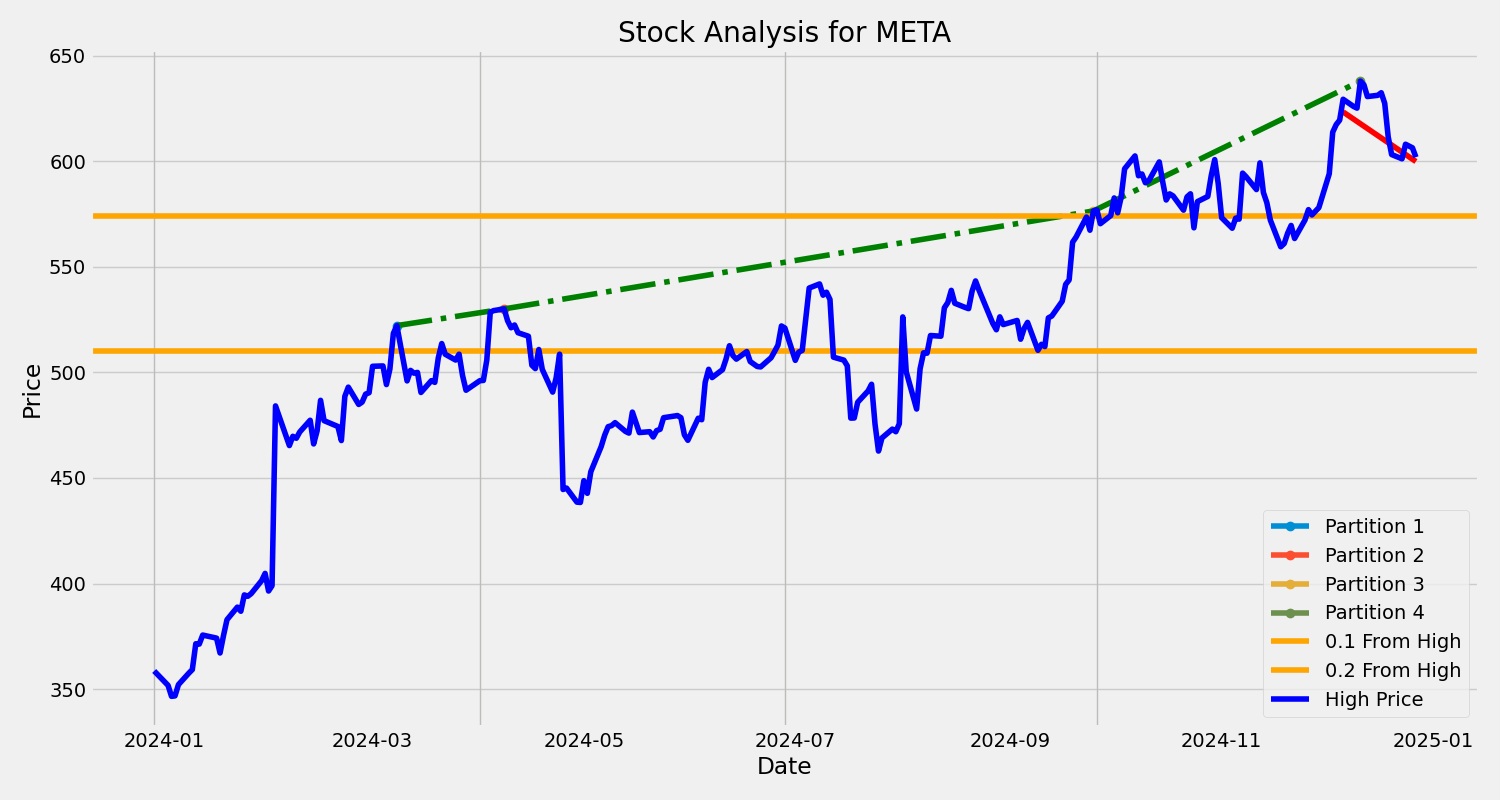 Stock Analysis for META
650
600
550
500
450
400
350
Price
2024-01 2024-03 2024-05 2024-07 2024-09 2024-11 2025-01
Date
Partition 1
Partition 2
Partition 3
Partition 4
0.1 From High
0.2 From High
High Price